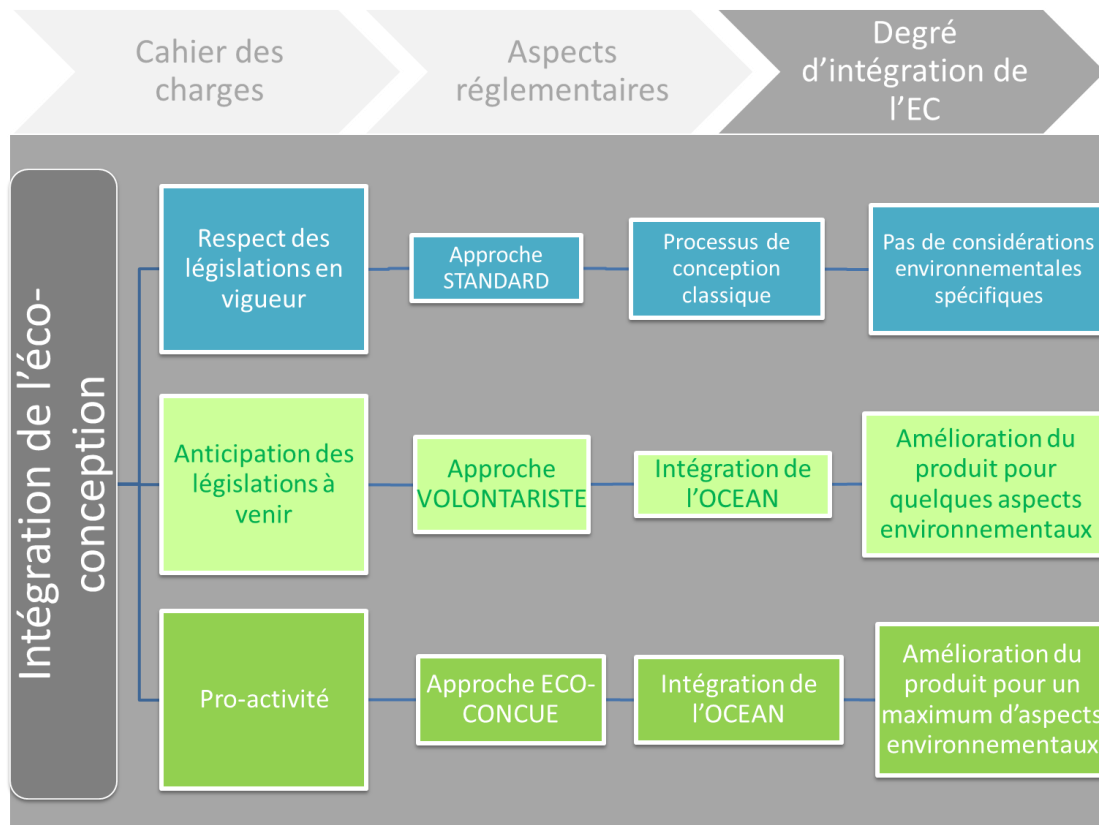 Cahier des
charges
Aspects
réglementaires
Degré
d'intégration de
l'EC
Intégration de l'éco-
conception
Respect des
législations en
vigueur
Approche
STANDARD
Processus de
conception
classique
Pas de considérations
environnementales
spécifiques
Anticipation des
législations à
venir
Approche
VOLONTARISTE
Intégration de
l'OCEAN
Amélioration du
produit pour
quelques aspects
environnementaux
Pro-activité
Approche ECO-
CONCUE
Intégration de
l'OCEAN
Amélioration du
produit pour un
maximum d'aspects
environnementaux